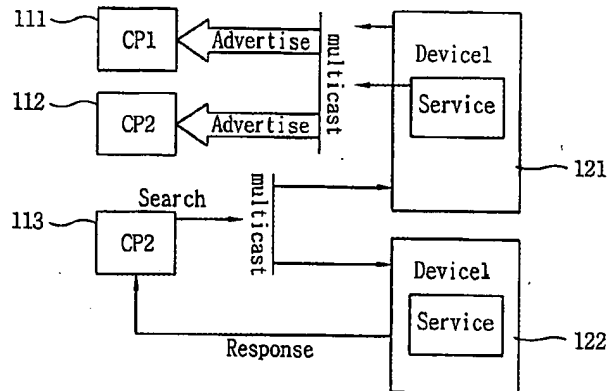 111
CP1
Advertise
112
CP2
Advertise
multicast
Device1
Service
121
Search
113
CP2
multicast
Device1
Service
122
Response